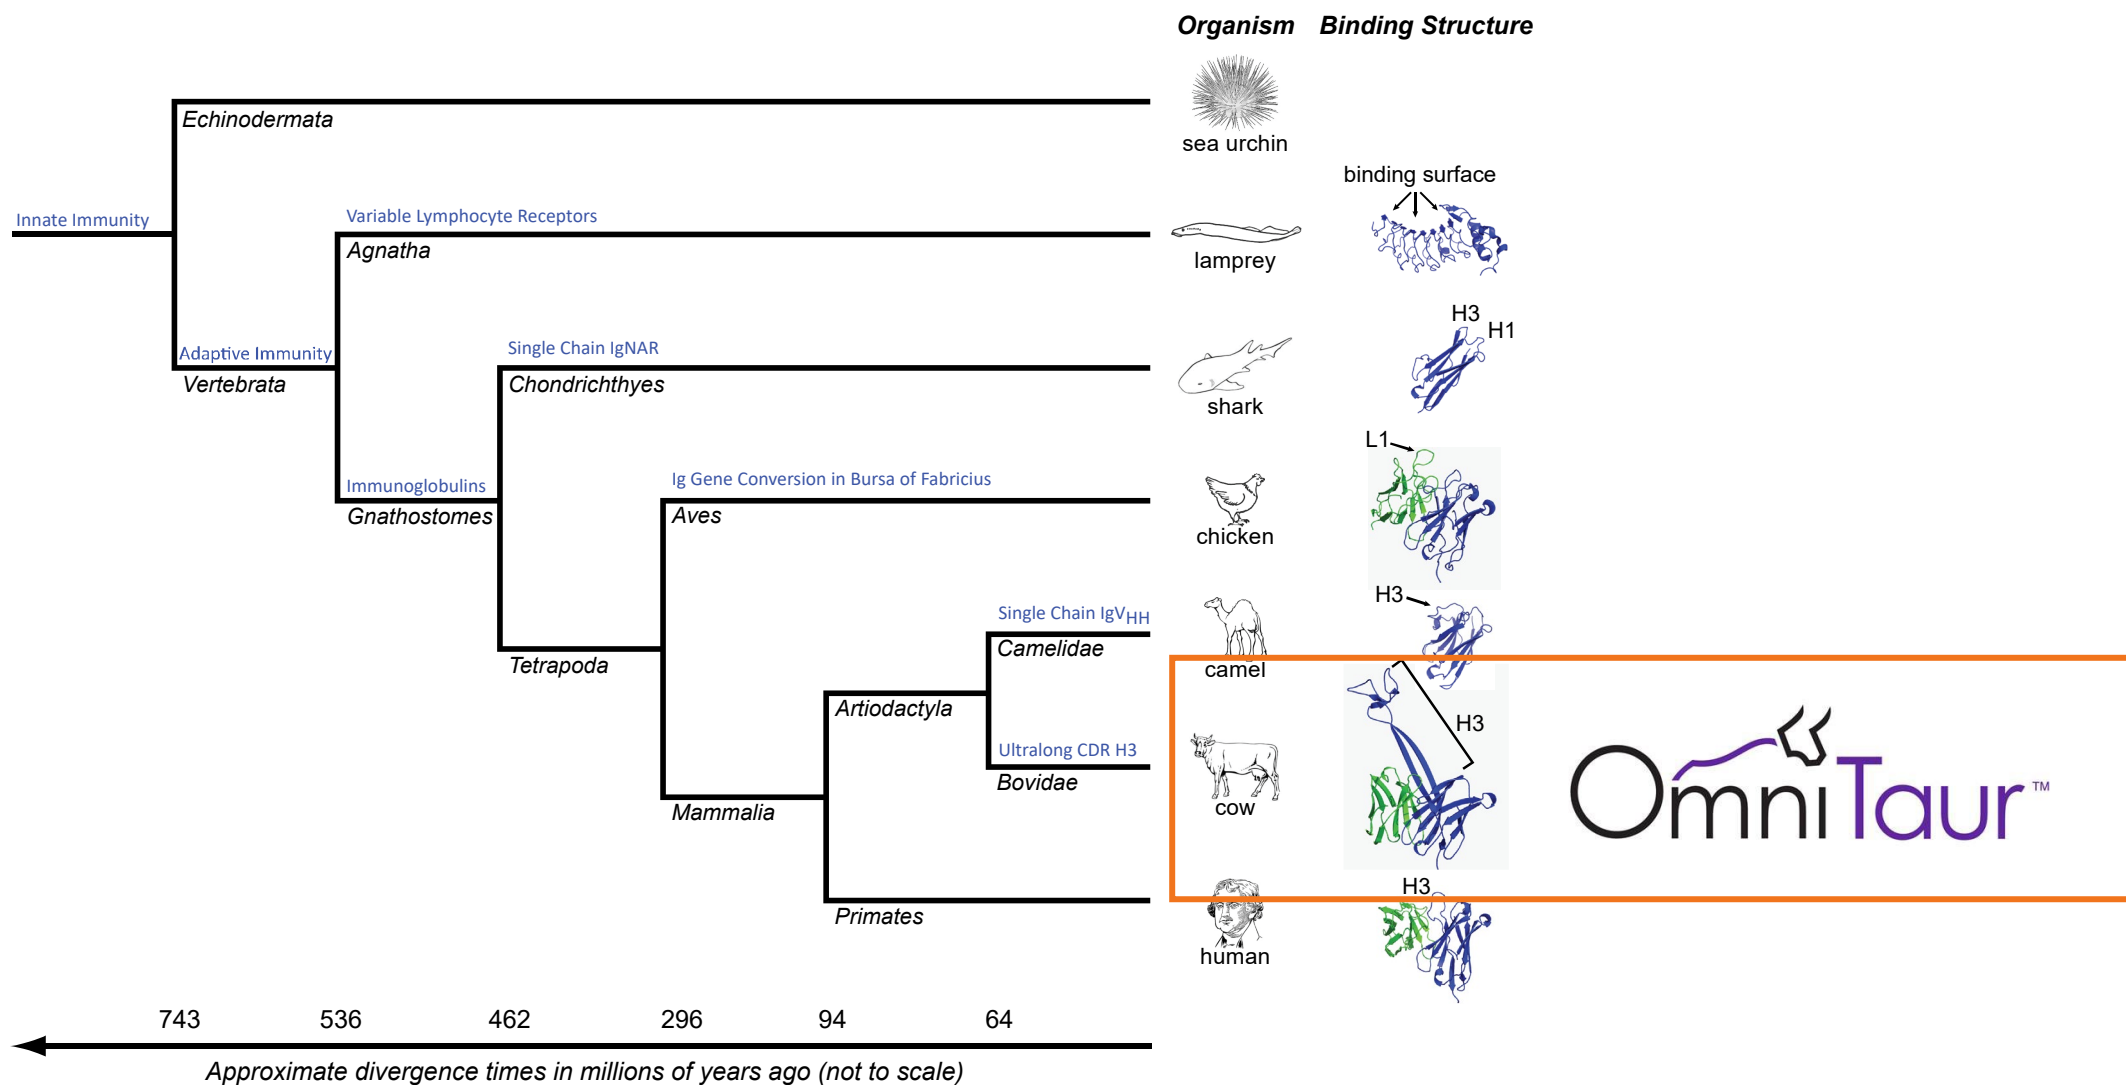 Organism Binding Structure
Echinodermata
sea urchin
binding surface
Innate Immunity
Variable Lymphocyte Receptors
Agnatha
lamprey
H3
H1
Adaptive Immunity
Vertebrata
Single Chain IgNAR
Chondrichthyes
shark
L1
Immunoglobulins
Gnathostomes
Ig Gene Conversion in Bursa of Fabricius
Aves
chicken
H3
Single Chain IgVHH
Camelidae
camel
Tetrapoda
Artiodactyla
H3
Ultralong CDR H3
Bovidae
cow
OmniTaur™
Mammalia
H3
Primates
human
743 536 462 296 94 64
Approximate divergence times in millions of years ago (not to scale)